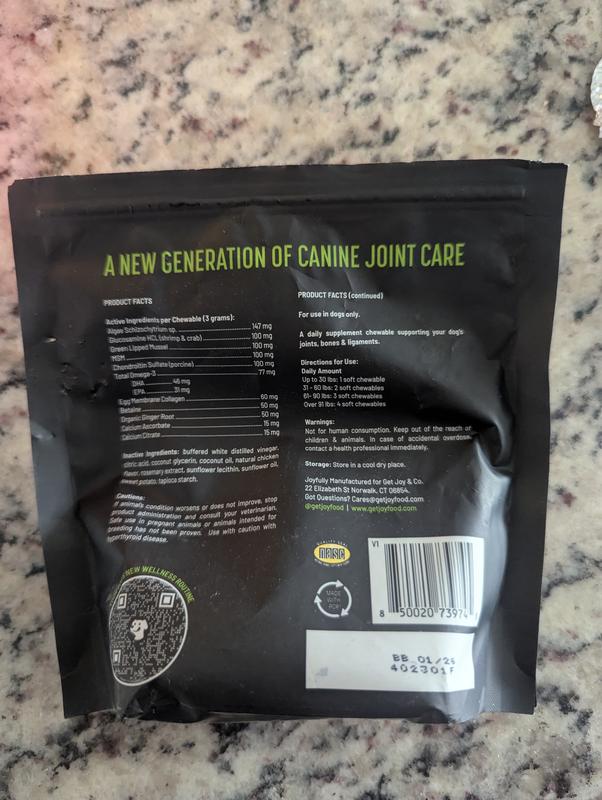 A NEW GENERATION OF CANINE JOINT CARE
PRODUCT FACTS
Active Ingredients per Chewable (3 grams):
Algae Schizochytrium sp. 147 mg
Glucosamine HCL (shrimp & crab) 100 mg
Green Lipped Mussel 100 mg
MSM 100 mg
Chondroitin Sulfate (porcine) 100 mg
Total Omega-3 77 mg
DHA 46 mg
EPA 31 mg
Egg Membrane Collagen 60 mg
Betaine 50 mg
Organic Ginger Root 50 mg
Calcium Ascorbate 15 mg
Calcium Citrate 15 mg
Inactive Ingredients: buffered white distilled vinegar,
citric acid, coconut glycerin, coconut oil, natural chicken
flavor, rosemary extract, sunflower lecithin, sunflower oil,
sweet potato, tapioca starch.
Cautions:
If animals condition worsens or does not improve, stop
product administration and consult your veterinarian.
Safe use in pregnant animals or animals intended for
breeding has not been proven. Use with caution with
hyperthyroid disease.
NEW WELLNESS ROUTINE
PRODUCT FACTS (continued)
For use in dogs only.
A daily supplement chewable supporting your dog's
joints, bones & ligaments.
Directions for Use:
Daily Amount
Up to 30 lbs: 1 soft chewable
31 - 60 lbs: 2 soft chewables
61- 90 lbs: 3 soft chewables
Over 91 lbs: 4 soft chewables
Warnings:
Not for human consumption. Keep out of the reach of
children & animals. In case of accidental overdose,
contact a health professional immediately.
Storage: Store in a cool dry place.
Joyfully Manufactured for Get Joy & Co.
22 Elizabeth St Norwalk, CT 06854.
Got Questions? Cares@getjoyfood.com
@getjoyfood | www.getjoyfood.com
QUALITY SEAL
NASC
MADE
WITH
PCR
V1
8 50020 73974
BB 01/26
402301F